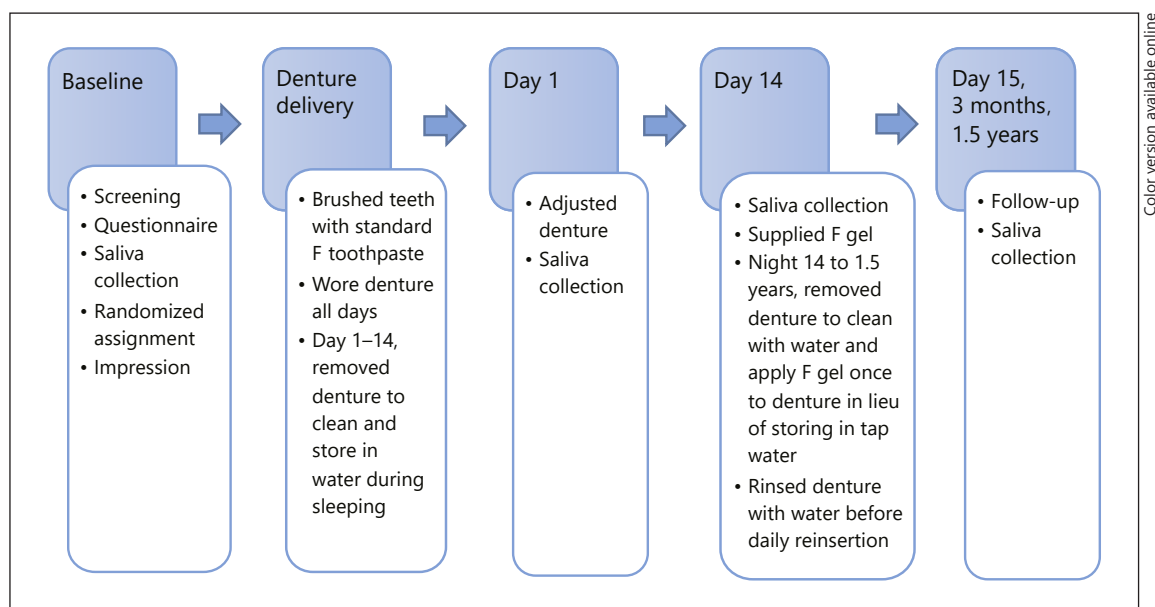 Baseline
• Screening
• Questionnaire
• Saliva
collection
• Randomized
assignment
• Impression
Denture
delivery
• Brushed teeth
with standard
F toothpaste
• Wore denture
all days
• Day 1–14,
removed
denture to
clean and
store in
water during
sleeping
Day 1
• Adjusted
denture
• Saliva
collection
Day 14
• Saliva collection
• Supplied F gel
• Night 14 to 1.5
years, removed
denture to clean
with water and
apply F gel once
to denture in lieu
of storing in tap
water
• Rinsed denture
with water before
daily reinsertion
Day 15,
3 months,
1.5 years
• Follow-up
• Saliva
collection
Color version available online